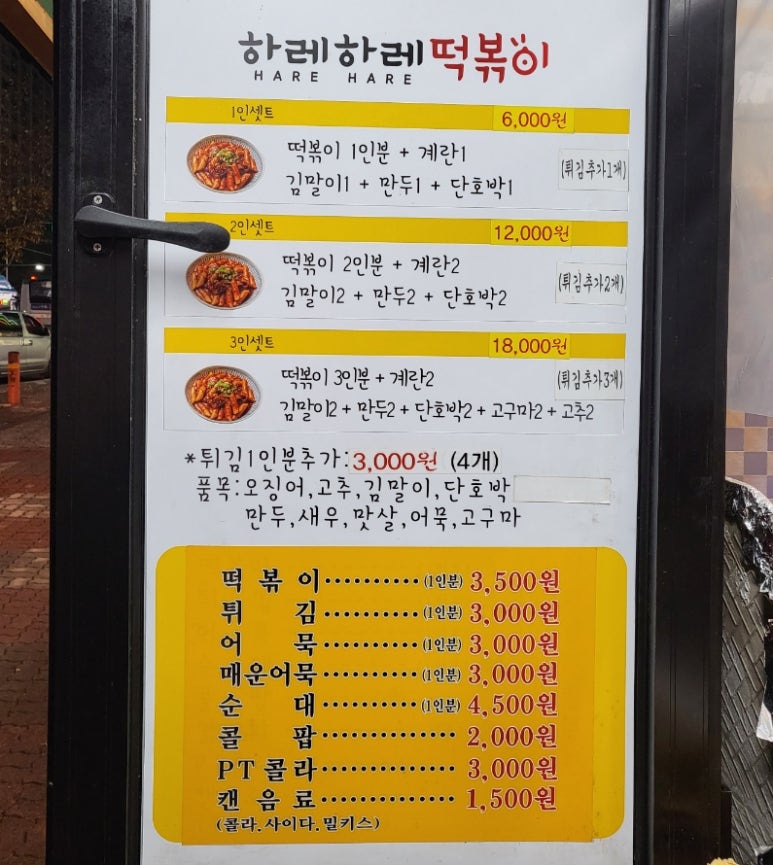 하레하레떡볶이
HARE HARE
1인셋트 6,000원
떡볶이 1인분 + 계란1
김말이1 + 만두1 + 단호박1
(튀김추가1개)
2인셋트 12,000원
떡볶이 2인분 + 계란2
김말이2 + 만두2 + 단호박2
(튀김추가2개)
3인셋트 18,000원
떡볶이 3인분 + 계란2
김말이2 + 만두2 + 단호박2 + 고구마2 + 고추2
(튀김추가3개)
*튀김1인분추가:3,000원 (4개)
품목:오징어,고추,김말이,단호박
만두,새우,맛살,어묵,고구마
떡볶이··········(1인분) 3,500원
튀김··········(1인분) 3,000원
어묵··········(1인분) 3,000원
매운어묵··········(1인분) 3,000원
순대··········(1인분) 4,500원
콜팝·············· 2,000원
PT콜라·············· 3,000원
캔음료·············· 1,500원
(콜라.사이다.밀키스)